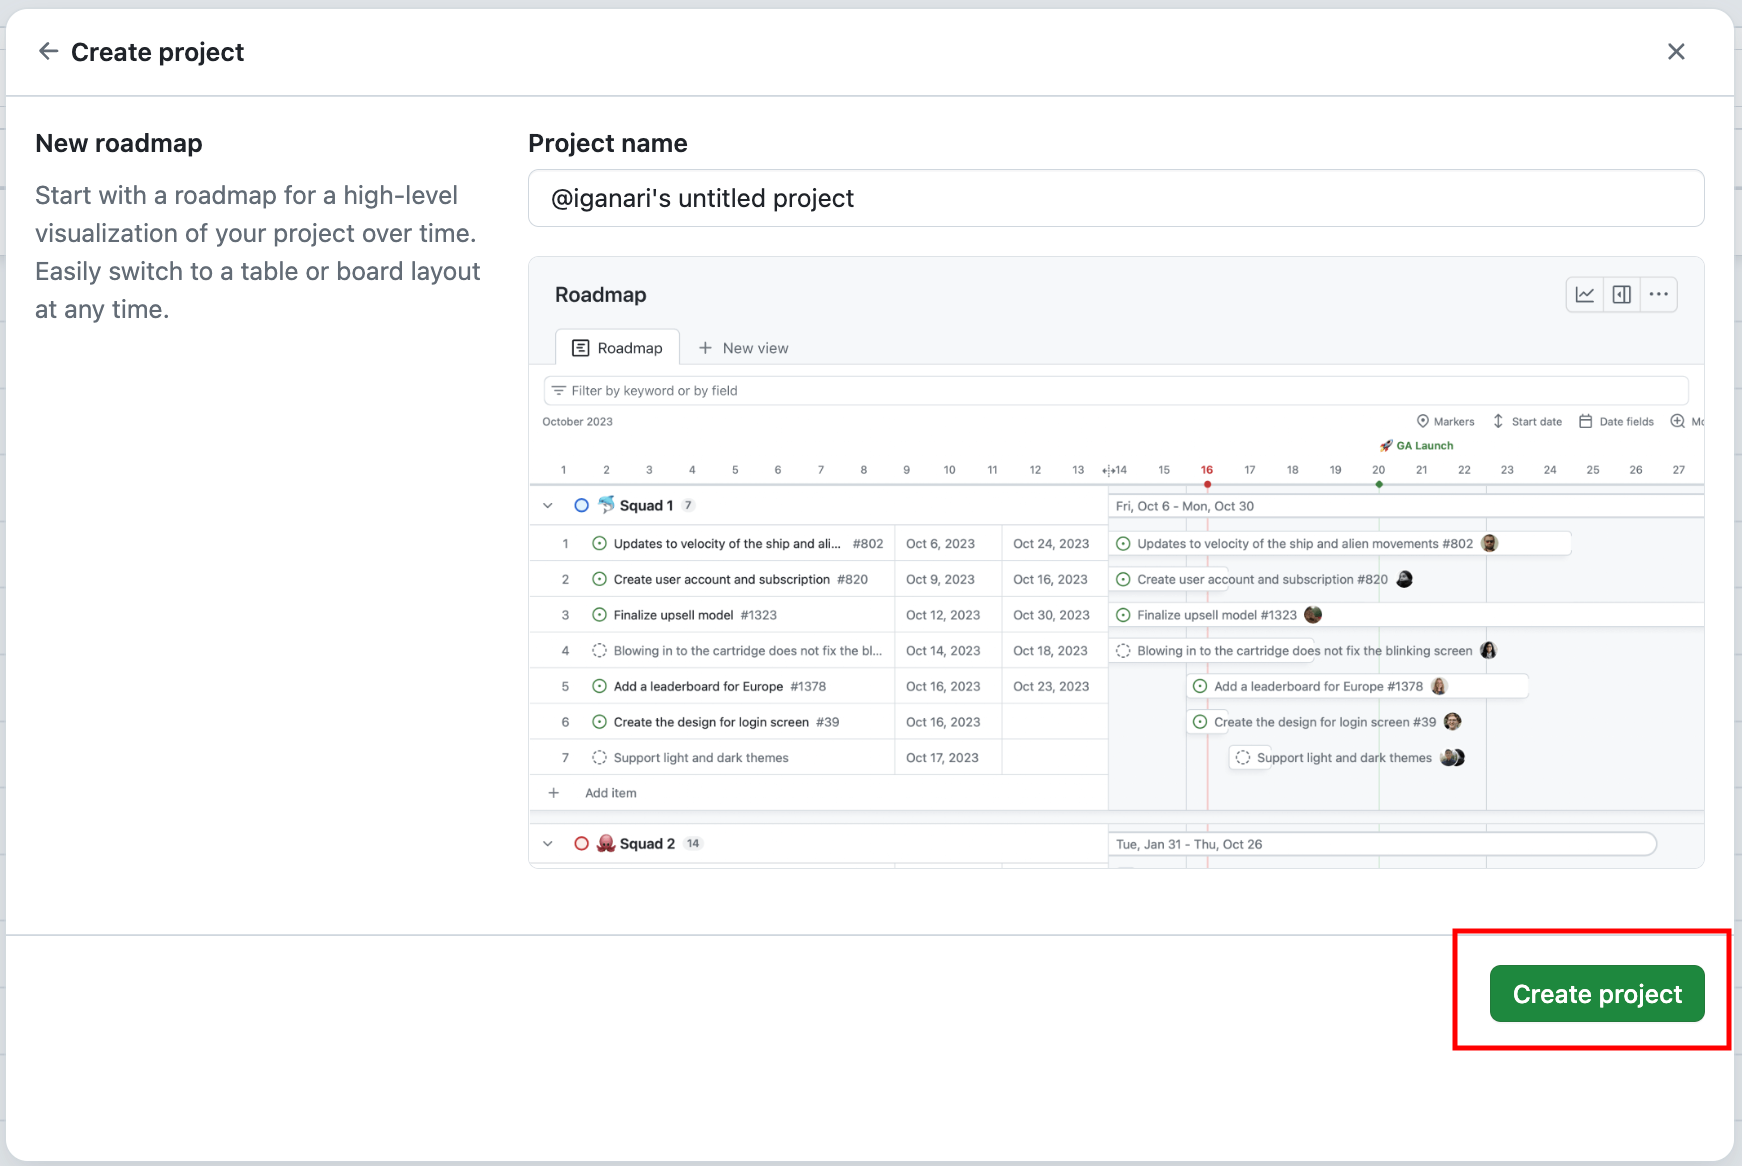 Create project
New roadmap
Start with a roadmap for a high-level
visualization of your project over time.
Easily switch to a table or board layout
at any time.
Project name
@iganari's untitled project
Roadmap
Roadmap
New view
Filter by keyword or by field
October 2023
Markers
Start date
Date fields
GA Launch
1 2 3 4 5 6 7 8 9 10 11 12 13 14 15 16 17 18 19 20 21 22 23 24 25 26 27
Squad 1 7
Fri, Oct 6 - Mon, Oct 30
1 Updates to velocity of the ship and ali... #802 Oct 6, 2023 Oct 24, 2023 Updates to velocity of the ship and alien movements #802
2 Create user account and subscription #820 Oct 9, 2023 Oct 16, 2023 Create user account and subscription #820
3 Finalize upsell model #1323 Oct 12, 2023 Oct 30, 2023 Finalize upsell model #1323
4 Blowing in to the cartridge does not fix the bl... Oct 14, 2023 Oct 18, 2023 Blowing in to the cartridge does not fix the blinking screen
5 Add a leaderboard for Europe #1378 Oct 16, 2023 Oct 23, 2023 Add a leaderboard for Europe #1378
6 Create the design for login screen #39 Oct 16, 2023 Create the design for login screen #39
7 Support light and dark themes Oct 17, 2023 Support light and dark themes
Add item
Squad 2 14
Tue, Jan 31 - Thu, Oct 26
Create project